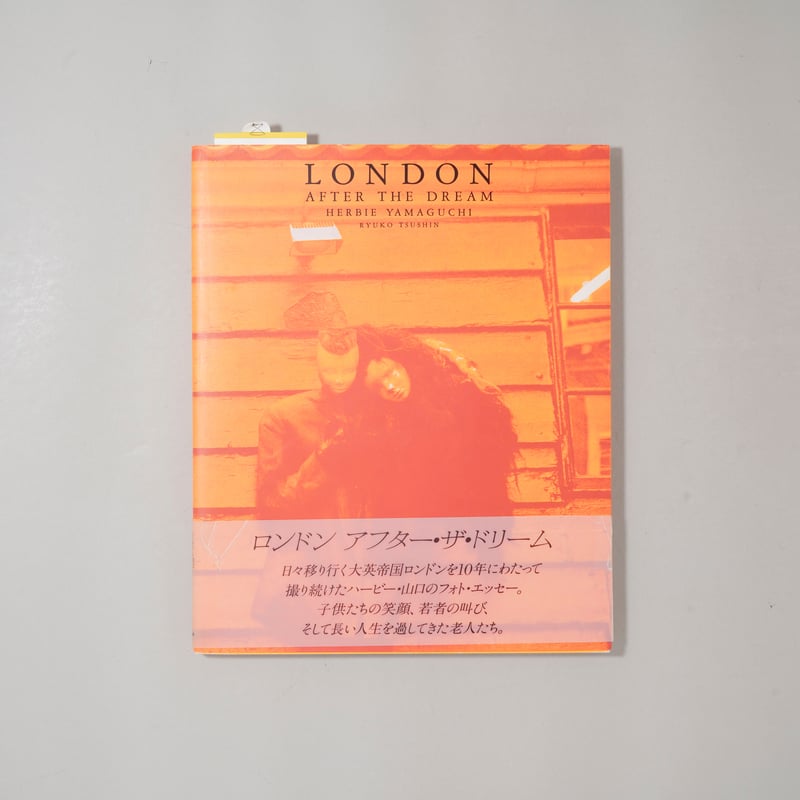 LONDON
AFTER THE DREAM
HERBIE YAMAGUCHI
RYUKO TSUSHIN
ロンドン アフター・ザ・ドリーム
日々移り行く大英帝国ロンドンを10年にわたって
撮り続けたハービー・山口のフォト・エッセー。
子供たちの笑顔、若者の叫び、
そして長い人生を過してきた老人たち。